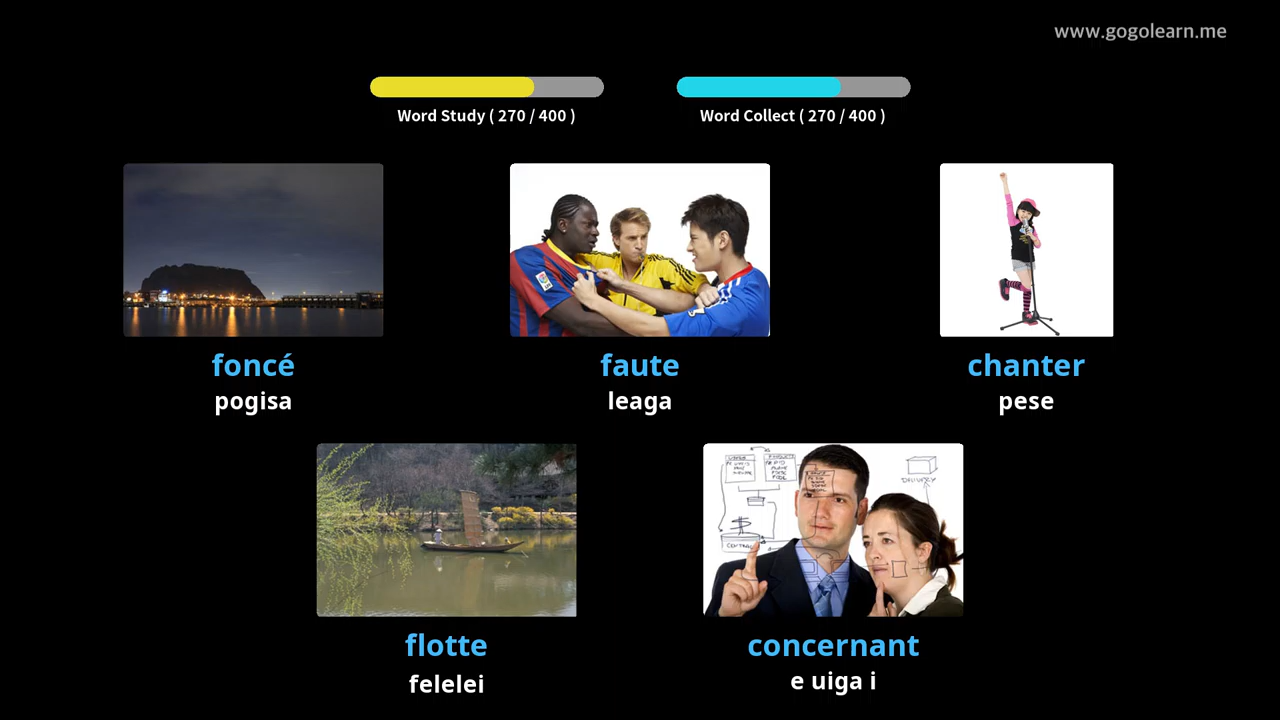 www.gogolearn.me
Word Study ( 270 / 400 )
Word Collect ( 270 / 400 )
foncé
pogisa
faute
leaga
chanter
pese
flotte
felelei
concernant
e uiga i